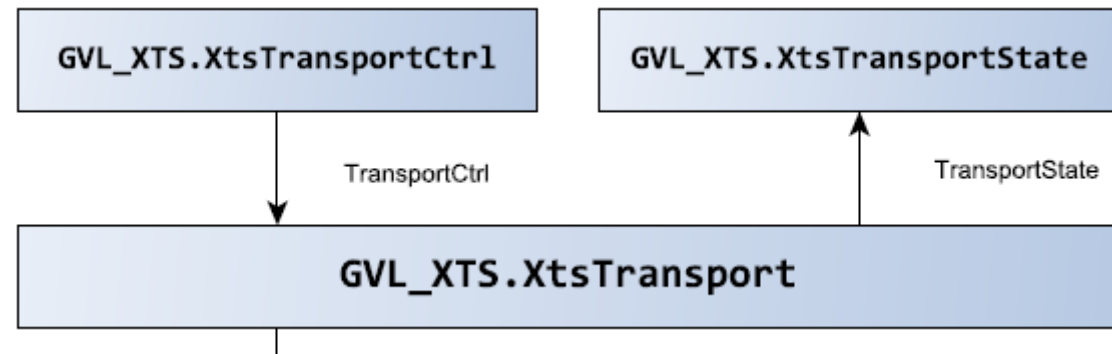 GVL_XTS.XtsTransportCtrl
GVL_XTS.XtsTransportState
TransportCtrl
TransportState
GVL_XTS.XtsTransport